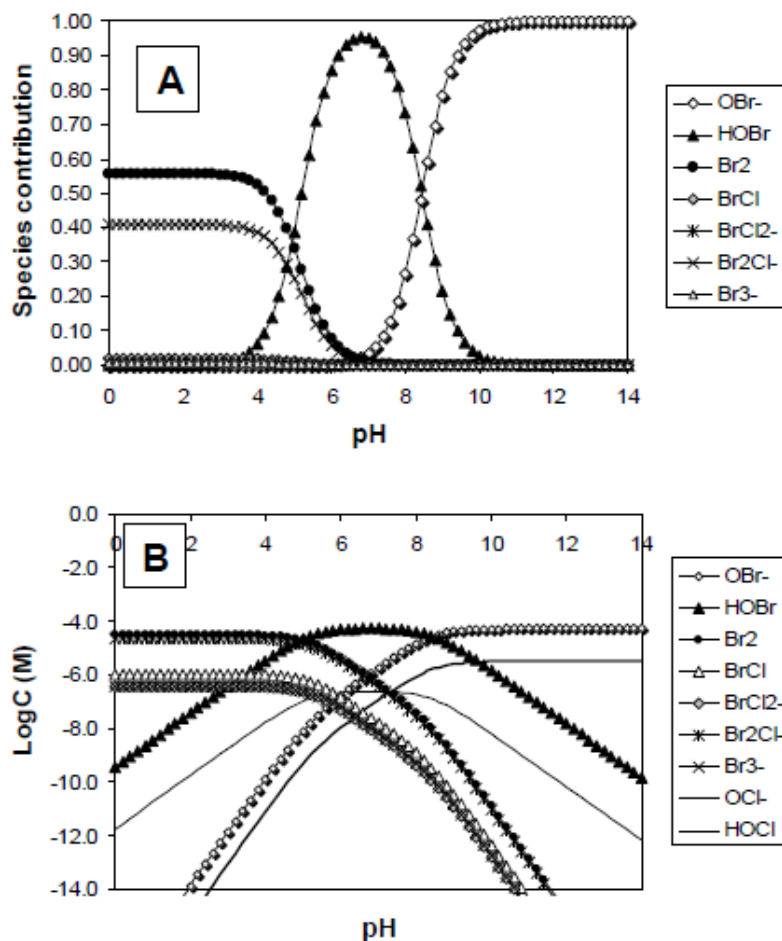 A
1.00
0.90
0.80
0.70
0.60
0.50
0.40
0.30
0.20
0.10
0.00
Species contribution
0 2 4 6 8 10 12 14
pH
OBr-
HOBr
Br2
BrCl
BrCl2-
Br2Cl-
Br3-
B
0.0
-2.0
-4.0
-6.0
-8.0
-10.0
-12.0
-14.0
LogC (M)
0 2 4 6 8 10 12 14
pH
OBr-
HOBr
Br2
BrCl
BrCl2-
Br2Cl-
Br3-
OCl-
HOCl